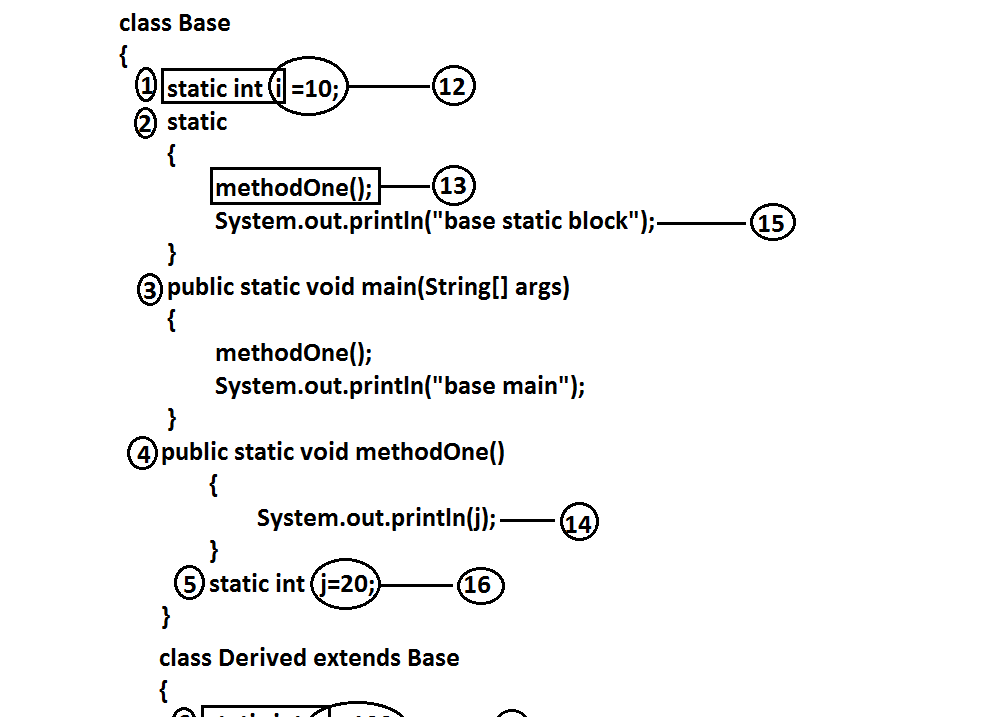 class Base
{
1 static int i =10; 12
2 static
{
methodOne(); 13
System.out.println("base static block"); 15
}
3 public static void main(String[] args)
{
methodOne();
System.out.println("base main");
}
4 public static void methodOne()
{
System.out.println(j); 14
}
5 static int j=20; 16
}
class Derived extends Base
{